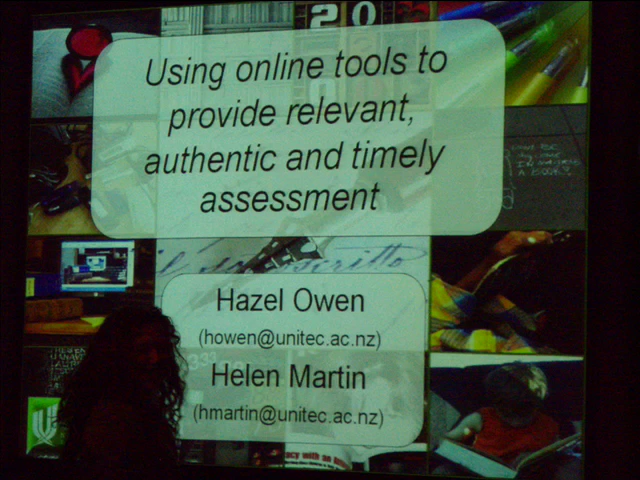 20
Using online tools to
provide relevant,
authentic and timely
assessment
Hazel Owen
(howen@unitec.ac.nz)
Helen Martin
(hmartin@unitec.ac.nz)